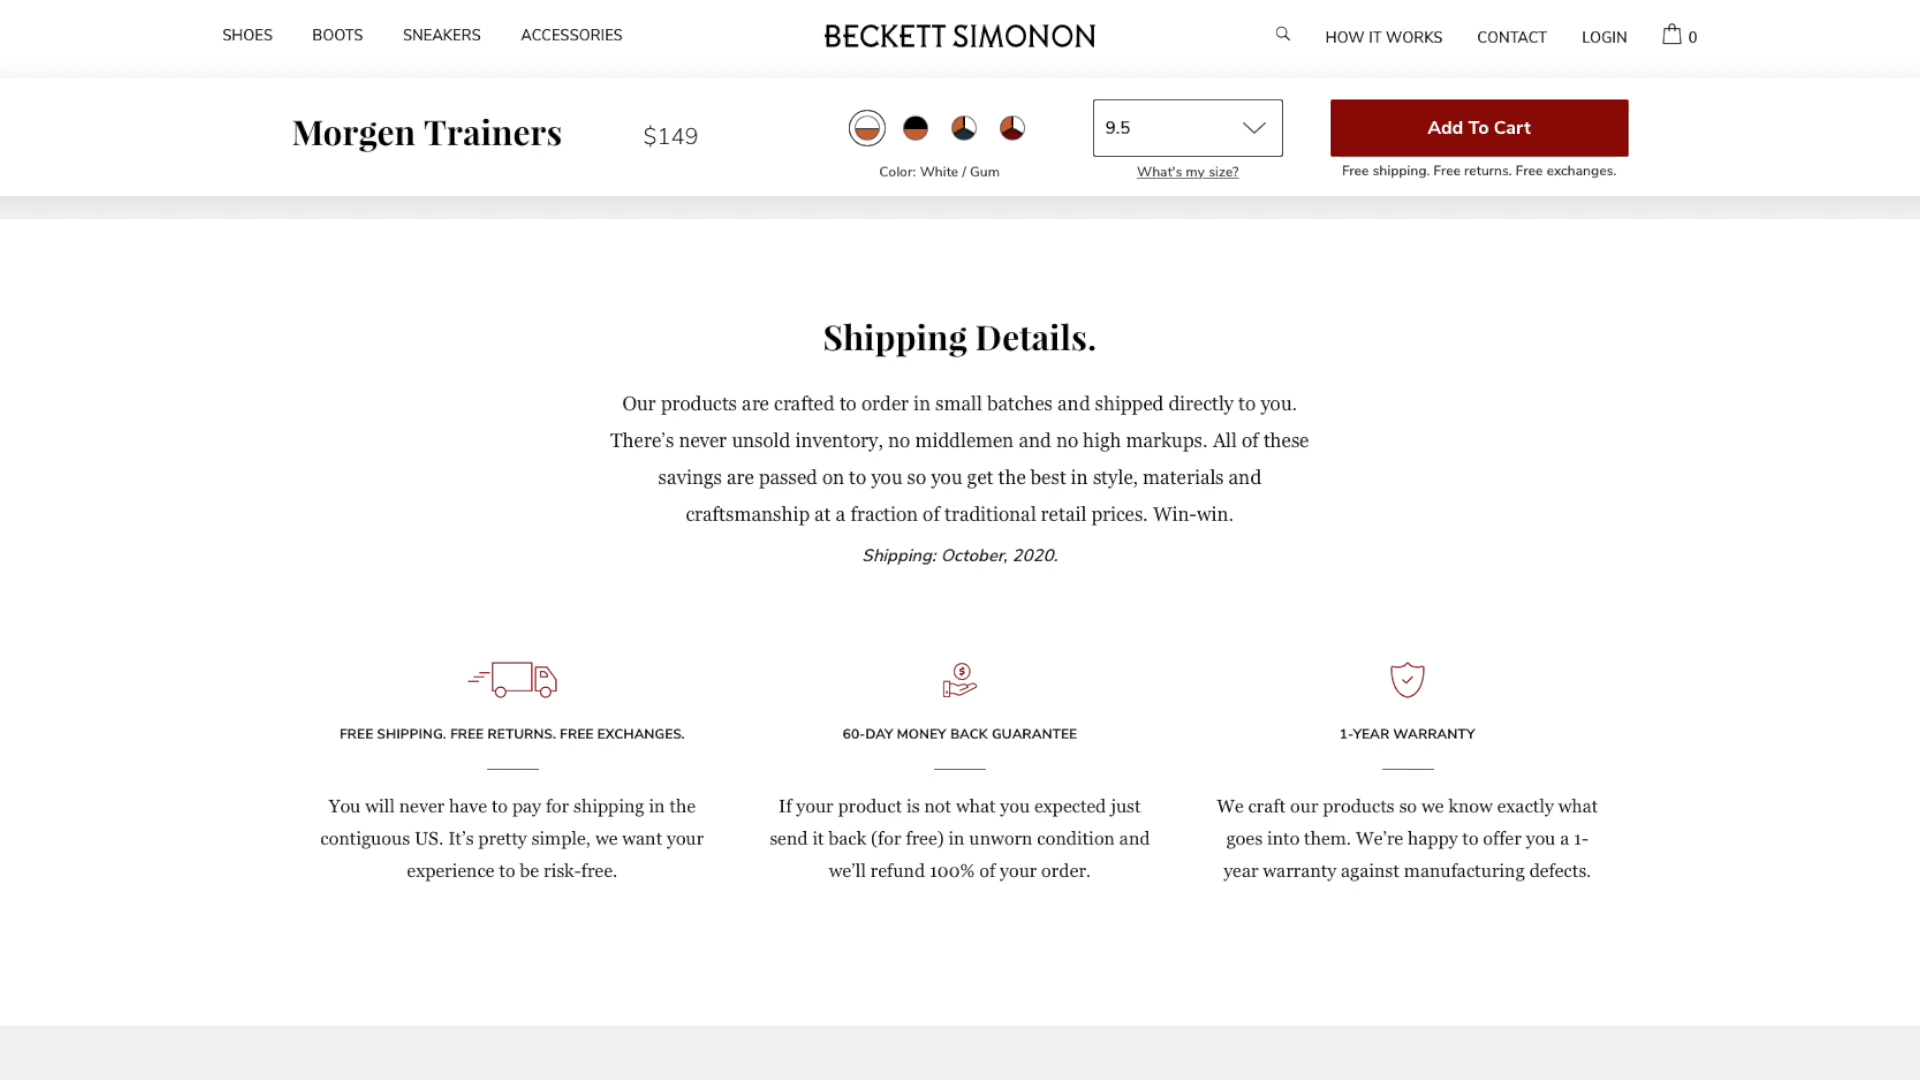 SHOES
BOOTS
SNEAKERS
ACCESSORIES
BECKETT SIMONON
HOW IT WORKS
CONTACT
LOGIN
0
Morgen Trainers
$149
Color: White / Gum
9.5
What's my size?
Add To Cart
Free shipping. Free returns. Free exchanges.
Shipping Details.
Our products are crafted to order in small batches and shipped directly to you.
There’s never unsold inventory, no middlemen and no high markups. All of these
savings are passed on to you so you get the best in style, materials and
craftsmanship at a fraction of traditional retail prices. Win-win.
Shipping: October, 2020.
$
FREE SHIPPING. FREE RETURNS. FREE EXCHANGES.
You will never have to pay for shipping in the
contiguous US. It’s pretty simple, we want your
experience to be risk-free.
60-DAY MONEY BACK GUARANTEE
If your product is not what you expected just
send it back (for free) in unworn condition and
we’ll refund 100% of your order.
1-YEAR WARRANTY
We craft our products so we know exactly what
goes into them. We’re happy to offer you a 1-
year warranty against manufacturing defects.